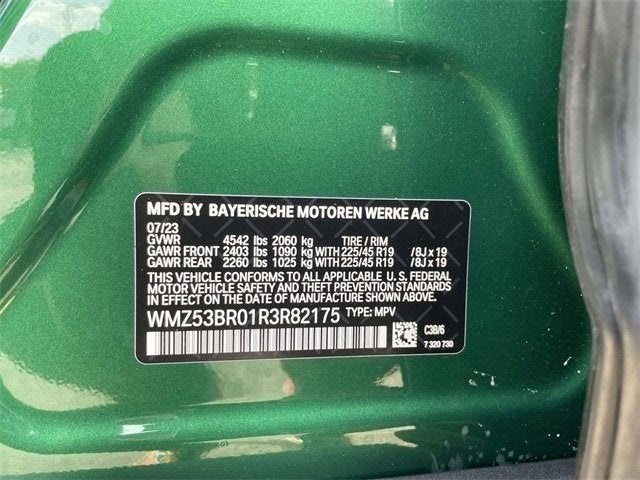 MFD BY BAYERISCHE MOTOREN WERKE AG
07/23
GVWR 4542 lbs 2060 kg TIRE / RIM
GAWR FRONT 2403 lbs 1090 kg WITH 225/45 R19 /8J x 19
GAWR REAR 2260 lbs 1025 kg WITH 225/45 R19 /8J x 19
THIS VEHICLE CONFORMS TO ALL APPLICABLE U. S. FEDERAL
MOTOR VEHICLE SAFETY, BUMPER, AND THEFT PREVENTION
STANDARDS IN EFFECT ON THE DATE OF MANUFACTURE SHOWN ABOVE.
WMZ53BR01R3R82175 TYPE: MPV
C3B/6
7 320 730